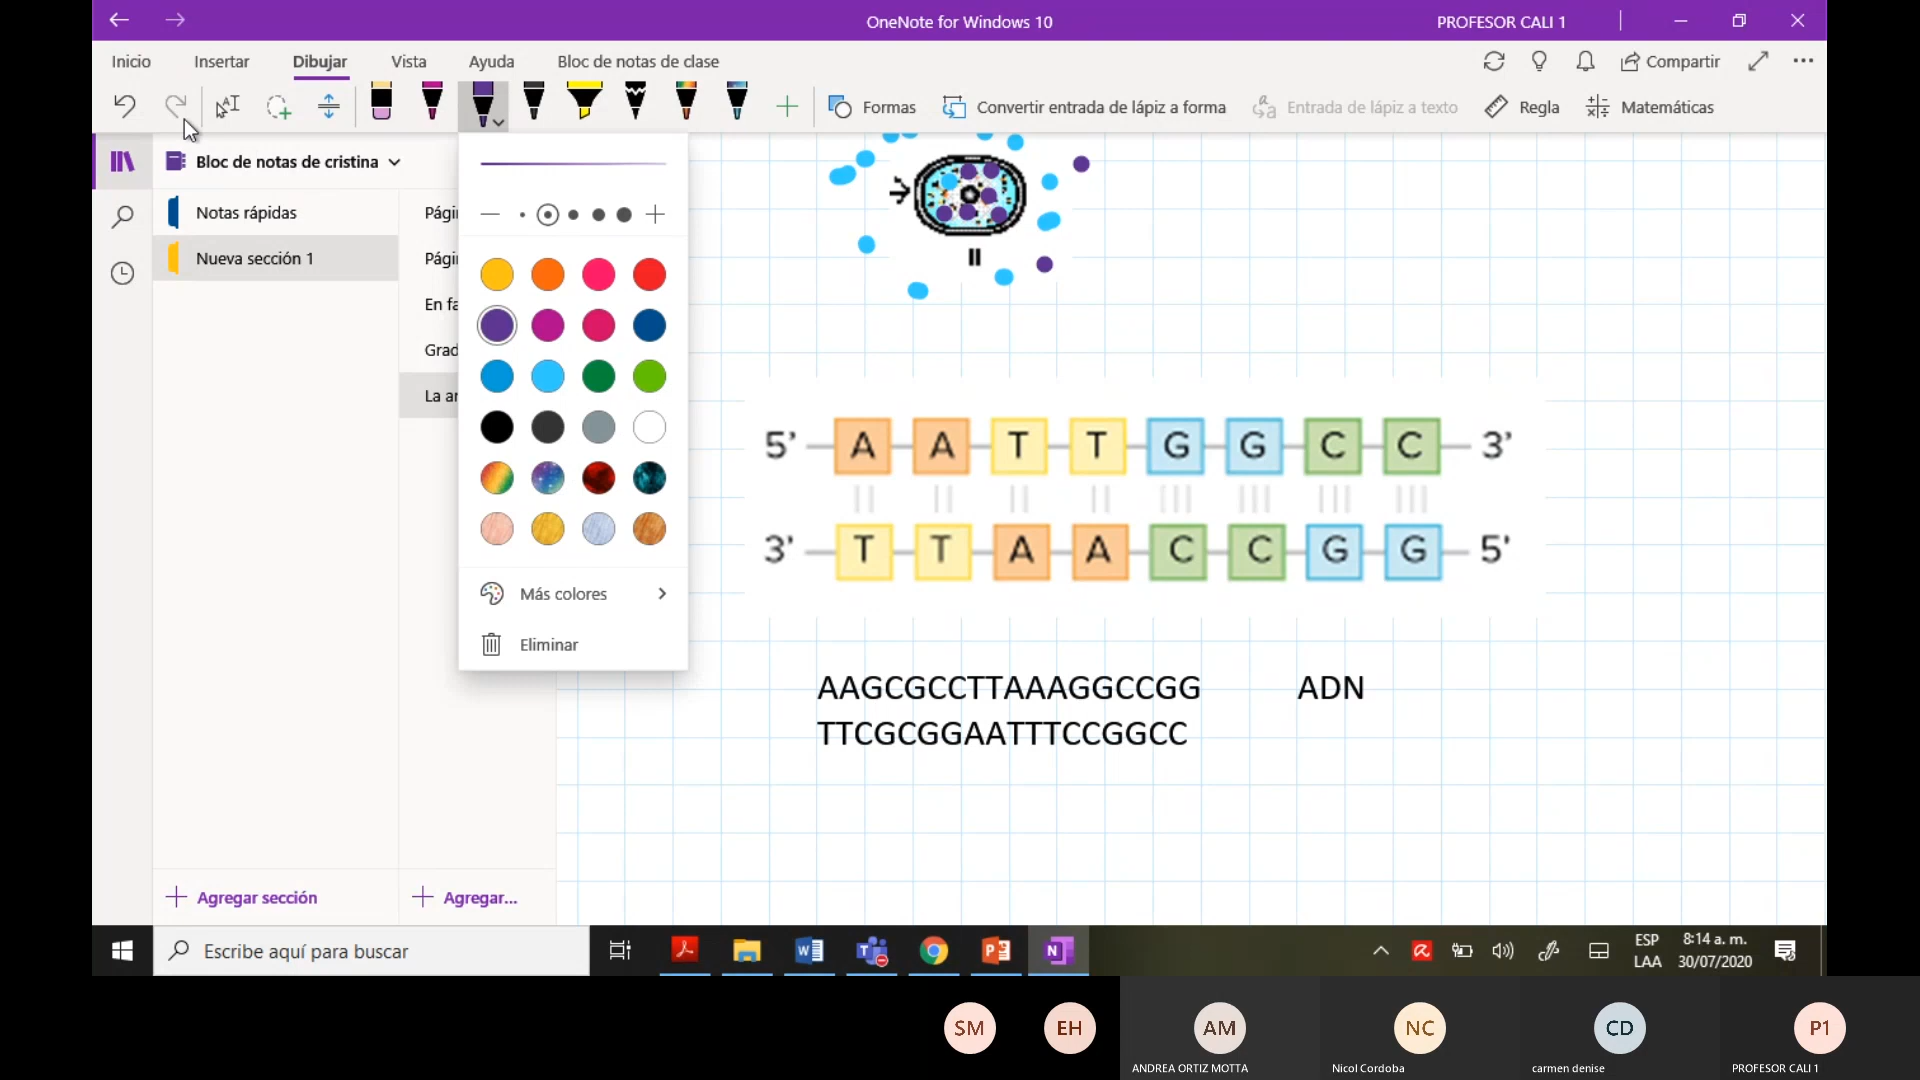 OneNote for Windows 10
PROFESOR CALI 1
Inicio
Insertar
Dibujar
Vista
Ayuda
Bloc de notas de clase
Compartir
Formas
Convertir entrada de lápiz a forma
Entrada de lápiz a texto
Regla
Matemáticas
Bloc de notas de cristina
Notas rápidas
Nueva sección 1
Págir
Págir
En fa
Grad
La ar
Más colores
Eliminar
5' A A T T G G C C 3'
3' T T A A C C G G 5'
AAGCGCCTTAAAGGCCGG ADN
TTCGCGGAATTTCCGGCC
Agregar sección
Agregar...
Escribe aquí para buscar
ESP
LAA
8:14 a. m.
30/07/2020
SM
EH
AM
NC
CD
P1
ANDREA ORTIZ MOTTA
Nicol Cordoba
carmen denise
PROFESOR CALI 1